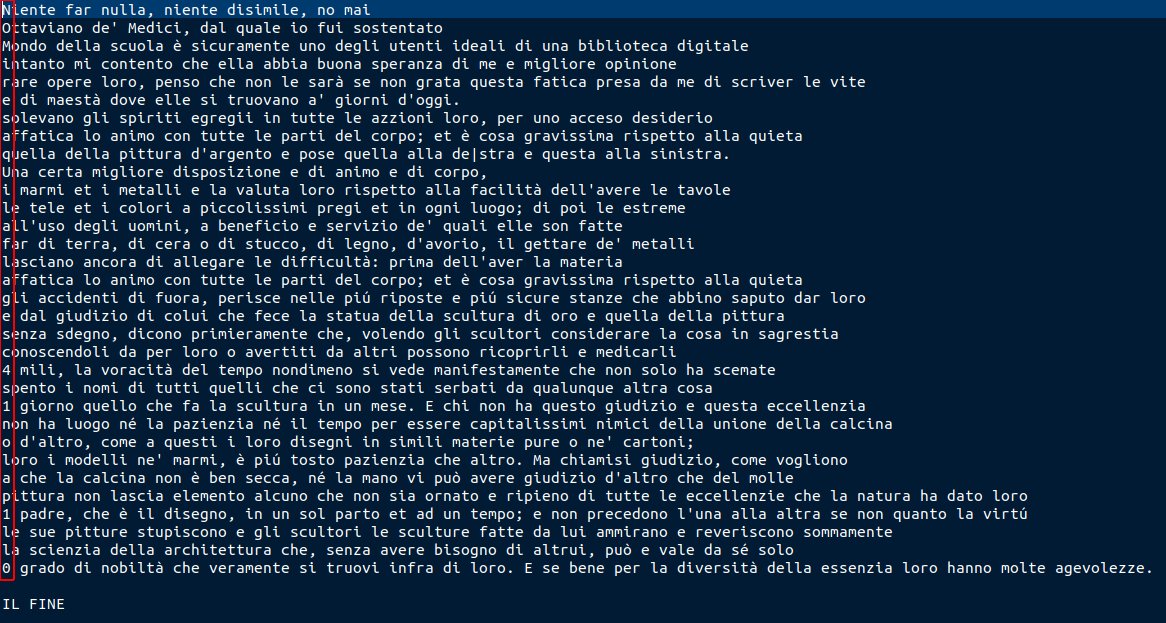 Niente far nulla, niente disimile, no mai
Ottaviano de' Medici, dal quale io fui sostentato
Mondo della scuola è sicuramente uno degli utenti ideali di una biblioteca digitale
intanto mi contento che ella abbia buona speranza di me e migliore opinione
rare opere loro, penso che non le sarà se non grata questa fatica presa da me di scriver le vite
e di maestà dove elle si truovano a' giorni d'oggi.
solevano gli spiriti egregii in tutte le azzioni loro, per uno acceso desiderio
affatica lo animo con tutte le parti del corpo; et è cosa gravissima rispetto alla quieta
quella della pittura d'argento e pose quella alla de|stra e questa alla sinistra.
Una certa migliore disposizione e di animo e di corpo,
i marmi et i metalli e la valuta loro rispetto alla facilità dell'avere le tavole
le tele et i colori a piccolissimi pregi et in ogni luogo; di poi le estreme
all'uso degli uomini, a beneficio e servizio de' quali elle son fatte
far di terra, di cera o di stucco, di legno, d'avorio, il gettare de' metalli
lasciano ancora di allegare le difficultà: prima dell'aver la materia
affatica lo animo con tutte le parti del corpo; et è cosa gravissima rispetto alla quieta
gli accidenti di fuora, perisce nelle piú riposte e piú sicure stanze che abbino saputo dar loro
e dal giudizio di colui che fece la statua della scultura di oro e quella della pittura
senza sdegno, dicono primieramente che, volendo gli scultori considerare la cosa in sagrestia
conoscendoli da per loro o avertiti da altri possono ricoprirli e medicarli
4 mili, la voracità del tempo nondimeno si vede manifestamente che non solo ha scemate
spento i nomi di tutti quelli che ci sono stati serbati da qualunque altra cosa
1 giorno quello che fa la scultura in un mese. E chi non ha questo giudizio e questa eccellenzia
non ha luogo né la pazienzia né il tempo per essere capitalissimi nimici della unione della calcina
o d'altro, come a questi i loro disegni in simili materie pure o ne' cartoni;
loro i modelli ne' marmi, è piú tosto pazienzia che altro. Ma chiamisi giudizio, come vogliono
a che la calcina non è ben secca, né la mano vi può avere giudizio d'altro che del molle
pittura non lascia elemento alcuno che non sia ornato e ripieno di tutte le eccellenzie che la natura ha dato loro
1 padre, che è il disegno, in un sol parto et ad un tempo; e non precedono l'una alla altra se non quanto la virtú
le sue pitture stupiscono e gli scultori le sculture fatte da lui ammirano e reveriscono sommamente
la scienzia della architettura che, senza avere bisogno di altrui, può e vale da sé solo
0 grado di nobiltà che veramente si truovi infra di loro. E se bene per la diversità della essenzia loro hanno molte agevolezze.
IL FINE